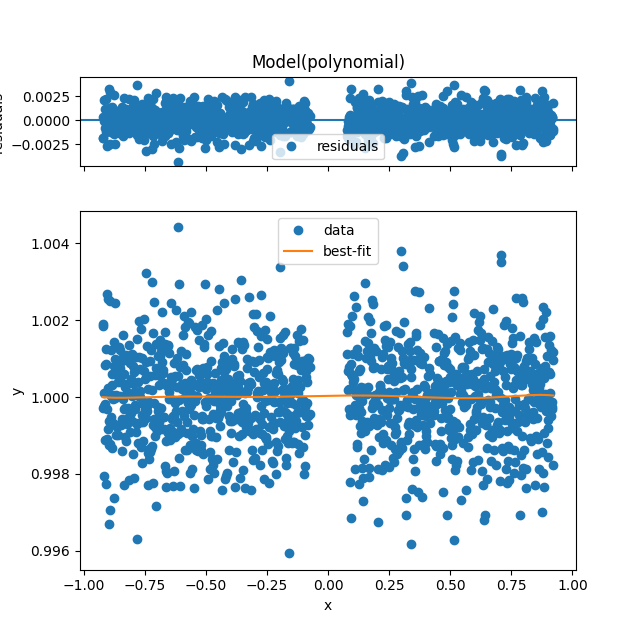 Model(polynomial)
0.0025
0.0000
−0.0025
residuals
residuals
1.004
1.002
1.000
0.998
0.996
y
data
best-fit
−1.00 −0.75 −0.50 −0.25 0.00 0.25 0.50 0.75 1.00
x